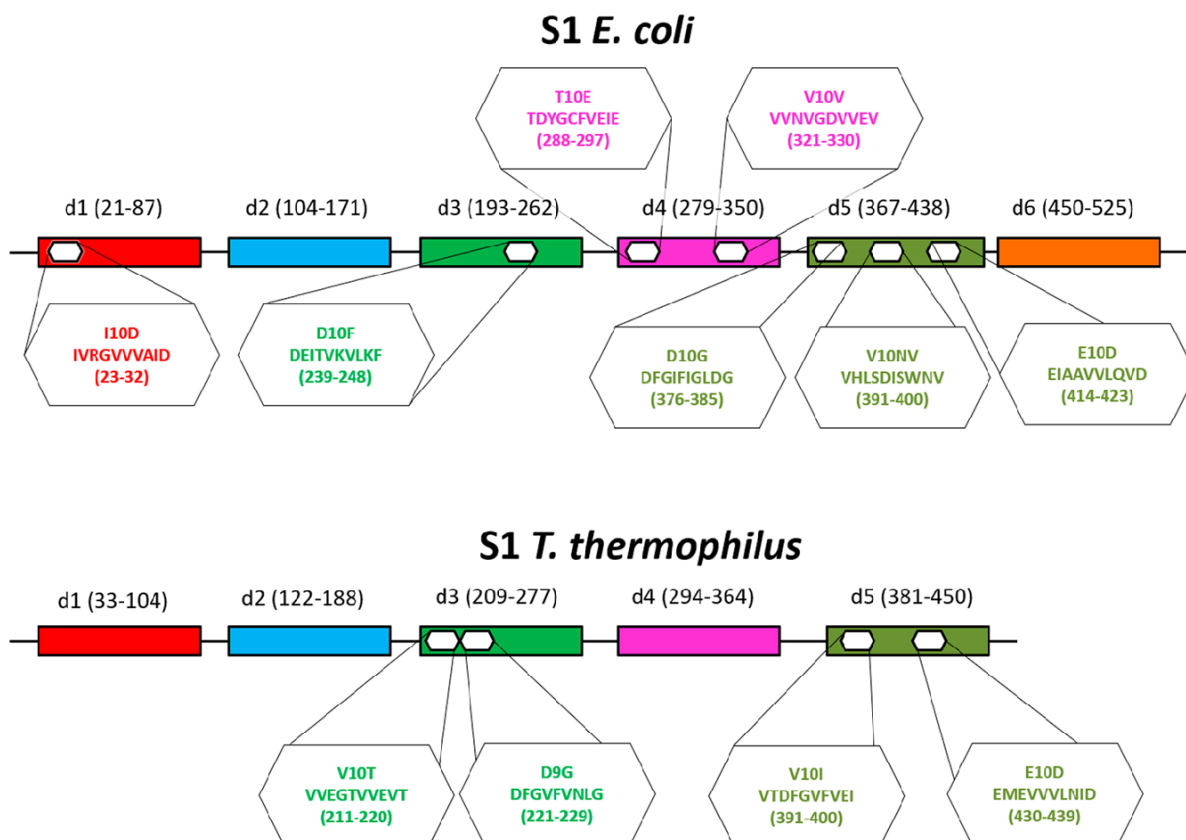 S1 E. coli
T10E
TDYGCFVEIE
(288-297)
V10V
VVNVGDVVEV
(321-330)
d1 (21-87)
d2 (104-171)
d3 (193-262)
d4 (279-350)
d5 (367-438)
d6 (450-525)
I10D
IVRGVVVAID
(23-32)
D10F
DEITVKVLKF
(239-248)
D10G
DFGIFIGLDG
(376-385)
V10NV
VHLSDISWNV
(391-400)
E10D
EIAAVVLQVD
(414-423)
S1 T. thermophilus
d1 (33-104)
d2 (122-188)
d3 (209-277)
d4 (294-364)
d5 (381-450)
V10T
VVEGTVVEVT
(211-220)
D9G
DFGVFVNLG
(221-229)
V10I
VTDFGVFVEI
(391-400)
E10D
EMEVVVLNID
(430-439)